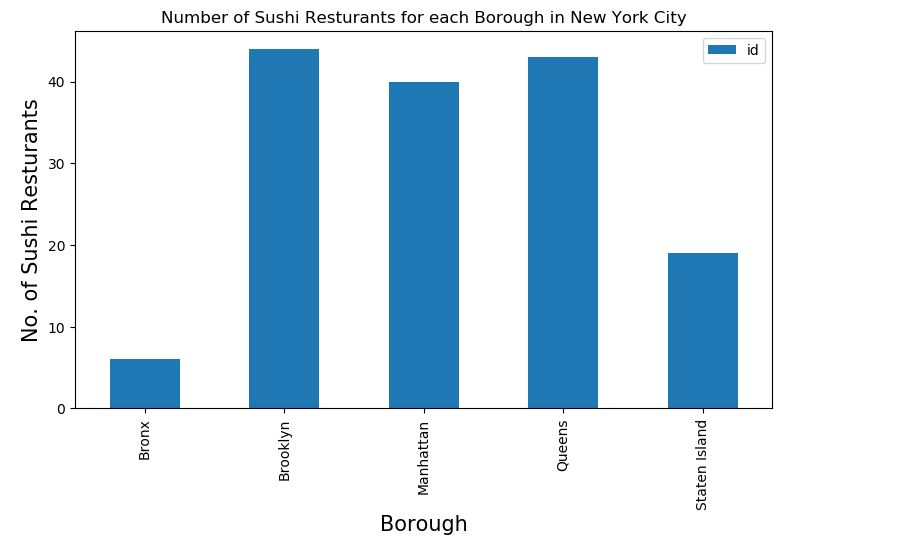 Number of Sushi Resturants for each Borough in New York City
id
No. of Sushi Resturants
40
30
20
10
0
Bronx
Brooklyn
Manhattan
Queens
Staten Island
Borough